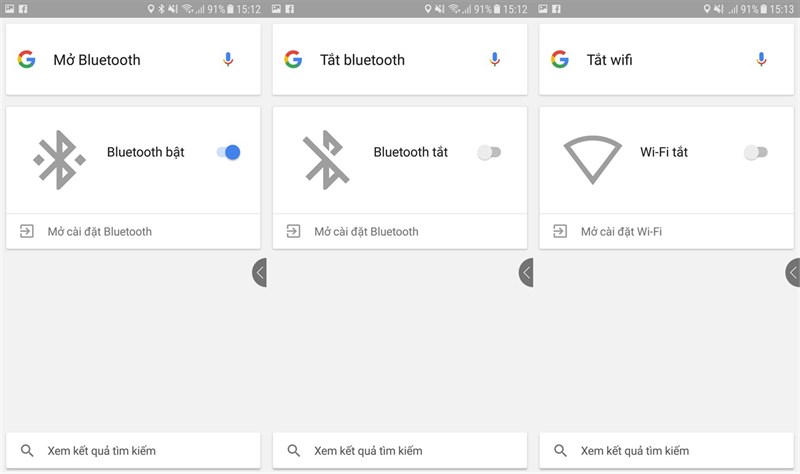 91% 15:12
Mở Bluetooth
Bluetooth bật
Mở cài đặt Bluetooth
Xem kết quả tìm kiếm
91% 15:12
Tắt bluetooth
Bluetooth tắt
Mở cài đặt Bluetooth
Xem kết quả tìm kiếm
91% 15:13
Tắt wifi
Wi-Fi tắt
Mở cài đặt Wi-Fi
Xem kết quả tìm kiếm